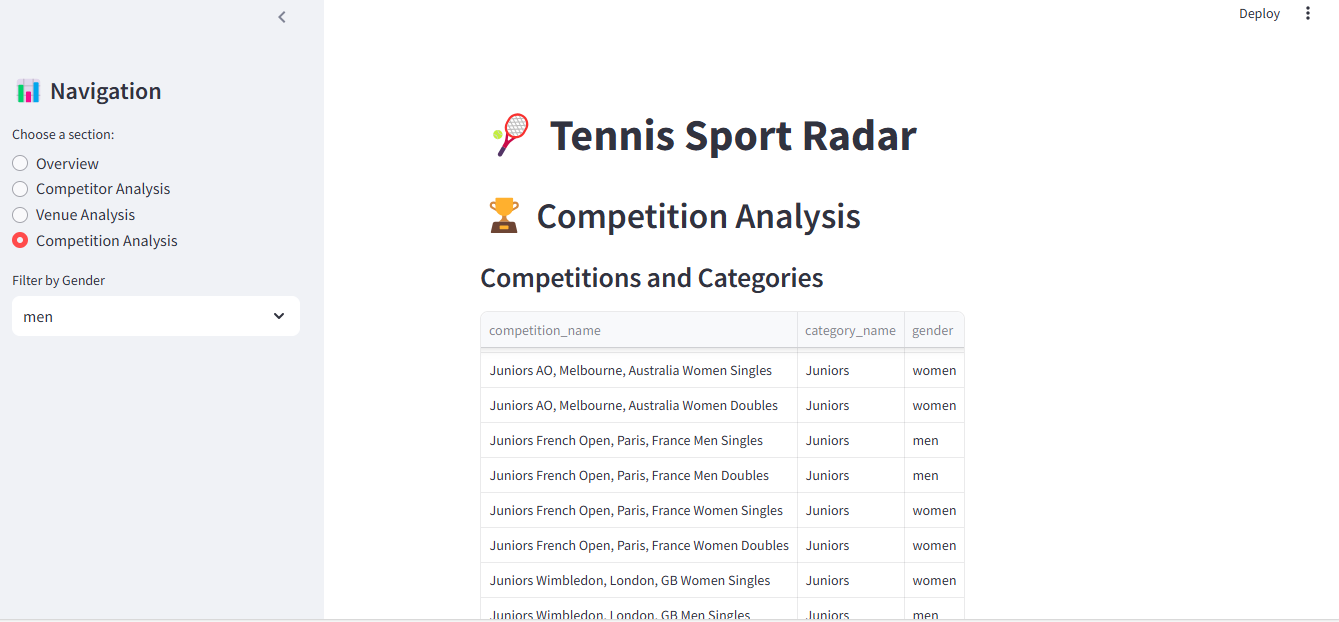 Deploy
Navigation
Choose a section:
Overview
Competitor Analysis
Venue Analysis
Competition Analysis
Filter by Gender
men
Tennis Sport Radar
Competition Analysis
Competitions and Categories
competition_name category_name gender
Juniors AO, Melbourne, Australia Women Singles Juniors women
Juniors AO, Melbourne, Australia Women Doubles Juniors women
Juniors French Open, Paris, France Men Singles Juniors men
Juniors French Open, Paris, France Men Doubles Juniors men
Juniors French Open, Paris, France Women Singles Juniors women
Juniors French Open, Paris, France Women Doubles Juniors women
Juniors Wimbledon, London, GB Women Singles Juniors women
Juniors Wimbledon, London, GB Men Singles Juniors men